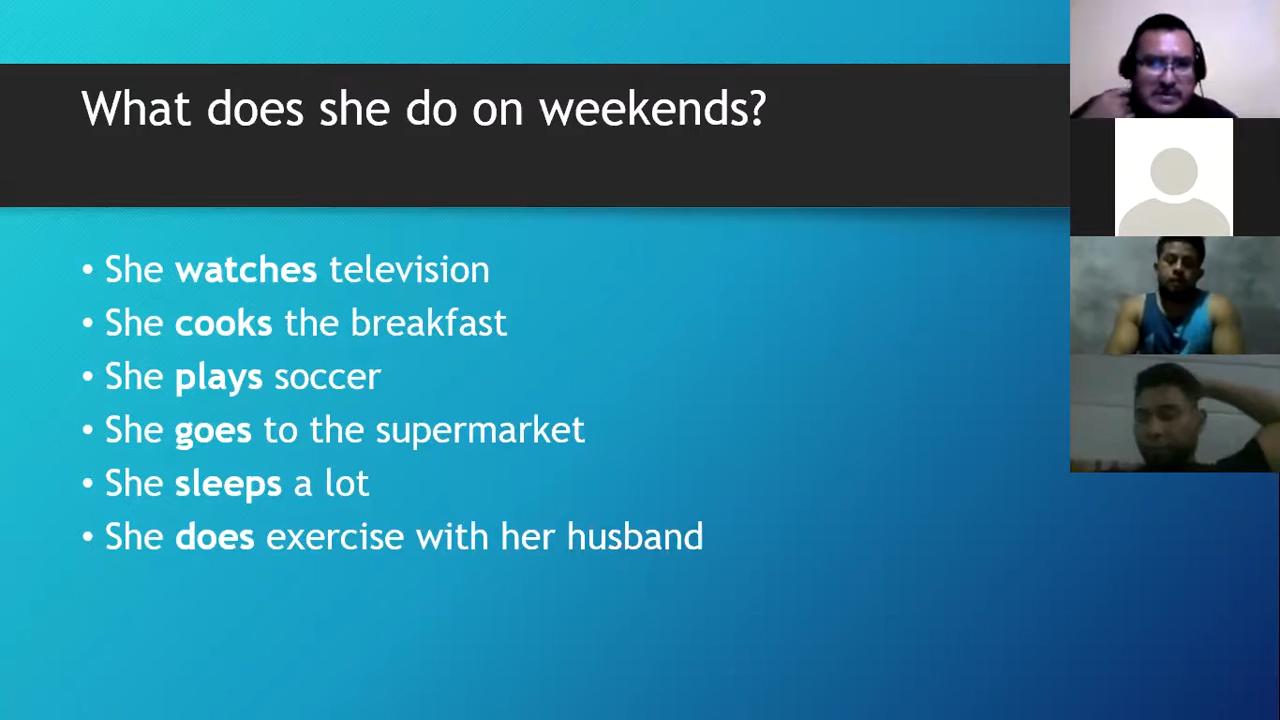 What does she do on weekends?
• She watches television
• She cooks the breakfast
• She plays soccer
• She goes to the supermarket
• She sleeps a lot
• She does exercise with her husband